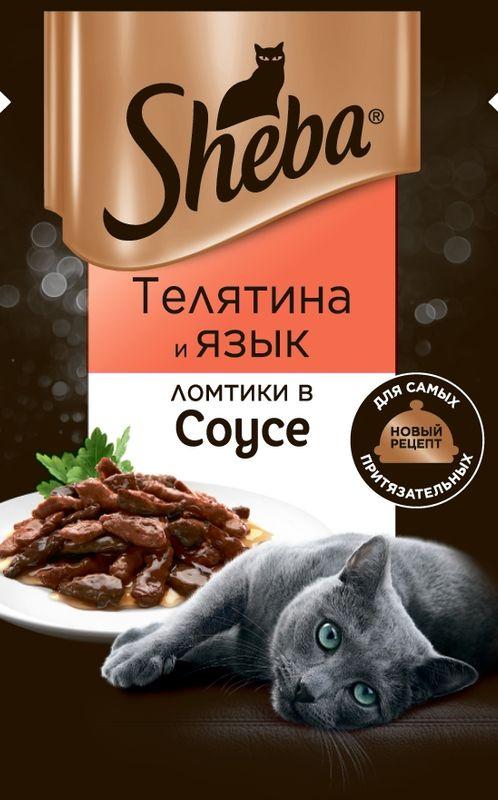 Sheba®
Телятина
и язык
ломтики в
Соусе
ДЛЯ САМЫХ
НОВЫЙ
РЕЦЕПТ
ПРИТЯЗАТЕЛЬНЫХ